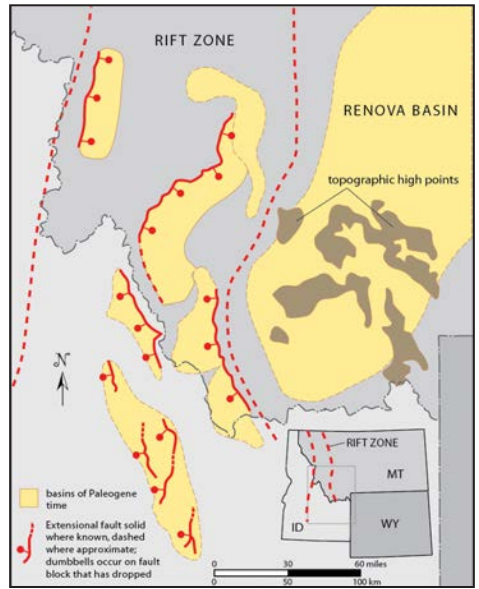 RIFT ZONE
RENOVA BASIN
topographic high points
N
RIFT ZONE
MT
ID
WY
basins of Paleogene
time
Extensional fault solid
where known, dashed
where approximate;
dumbbells occur on fault
block that has dropped
0 30 60 miles
0 50 100 km